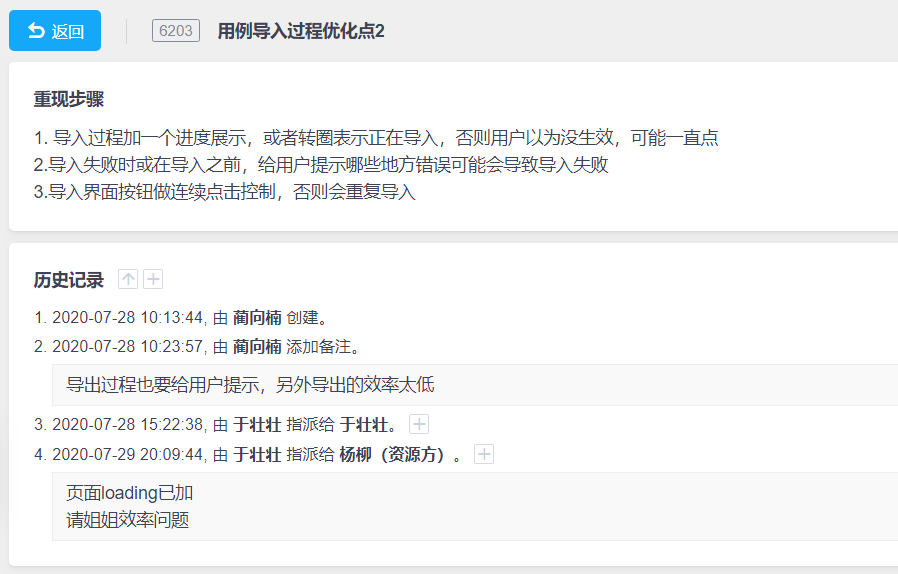 返回
6203 用例导入过程优化点2
重现步骤
1. 导入过程加一个进度展示，或者转圈表示正在导入，否则用户以为没生效，可能一直点
2.导入失败时或在导入之前，给用户提示哪些地方错误可能会导致导入失败
3.导入界面按钮做连续点击控制，否则会重复导入
历史记录
1. 2020-07-28 10:13:44, 由 蔺向楠 创建。
2. 2020-07-28 10:23:57, 由 蔺向楠 添加备注。
导出过程也要给用户提示，另外导出的效率太低
3. 2020-07-28 15:22:38, 由 于壮壮 指派给 于壮壮。
4. 2020-07-29 20:09:44, 由 于壮壮 指派给 杨柳（资源方）。
页面loading已加
请姐姐效率问题